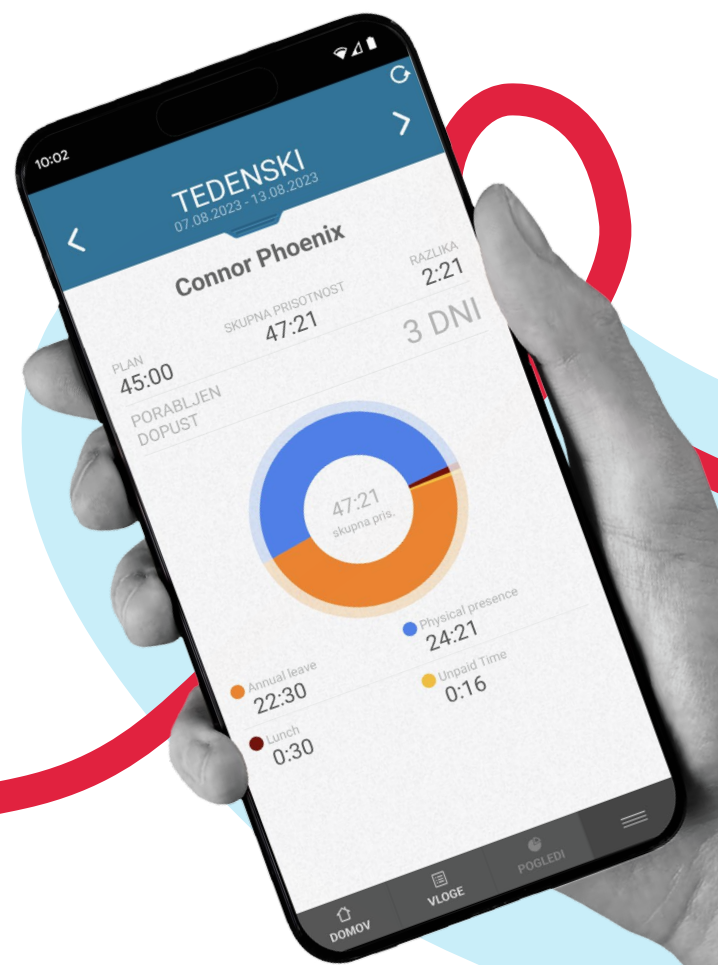 10:02
TEDENSKI
07.08.2023 - 13.08.2023
Connor Phoenix
PLAN
45:00
SKUPNA PRISOTNOST
47:21
RAZLIKA
2:21
PORABLJEN
DOPUST
3 DNI
47:21
skupna pris.
Annual leave
22:30
Physical presence
24:21
Lunch
0:30
Unpaid Time
0:16
DOMOV
VLOGE
POGLEDI